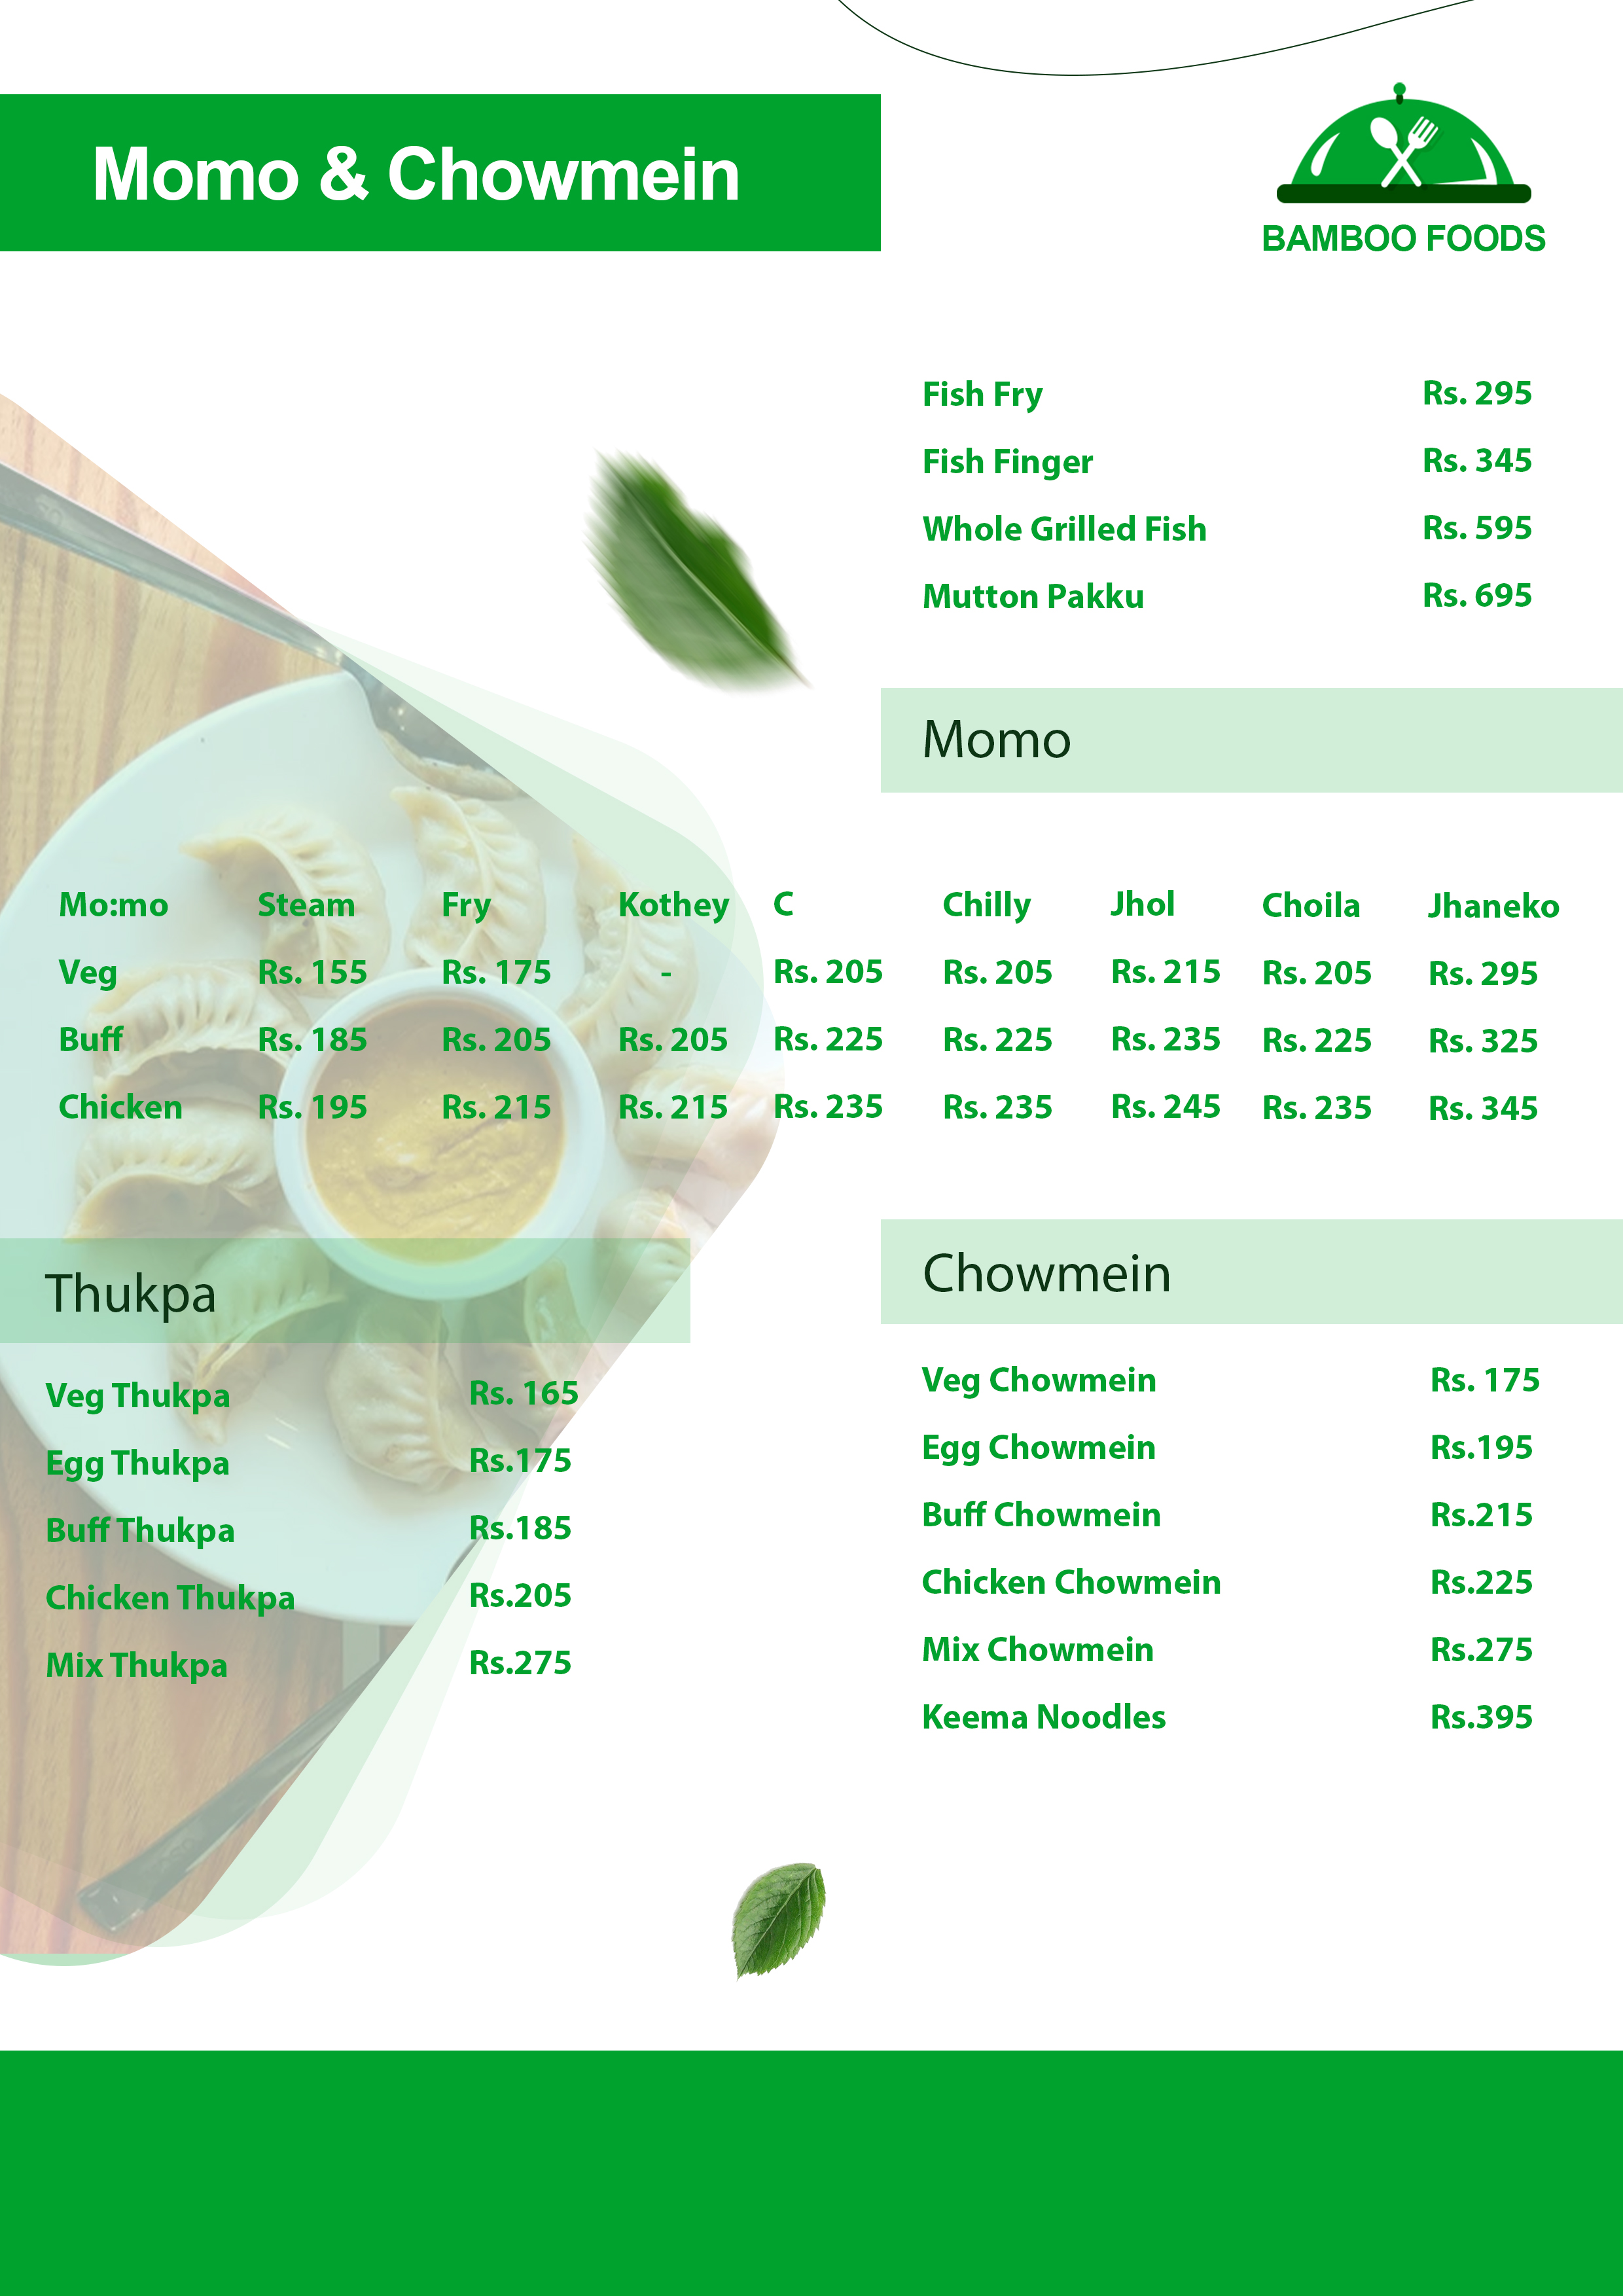 Momo & Chowmein
BAMBOO FOODS
Fish Fry Rs. 295
Fish Finger Rs. 345
Whole Grilled Fish Rs. 595
Mutton Pakku Rs. 695
Momo
Mo:mo Steam Fry Kothey C Chilly Jhol Choila Jhaneko
Veg Rs. 155 Rs. 175 - Rs. 205 Rs. 205 Rs. 215 Rs. 205 Rs. 295
Buff Rs. 185 Rs. 205 Rs. 205 Rs. 225 Rs. 225 Rs. 235 Rs. 225 Rs. 325
Chicken Rs. 195 Rs. 215 Rs. 215 Rs. 235 Rs. 235 Rs. 245 Rs. 235 Rs. 345
Thukpa
Veg Thukpa Rs. 165
Egg Thukpa Rs.175
Buff Thukpa Rs.185
Chicken Thukpa Rs.205
Mix Thukpa Rs.275
Chowmein
Veg Chowmein Rs. 175
Egg Chowmein Rs.195
Buff Chowmein Rs.215
Chicken Chowmein Rs.225
Mix Chowmein Rs.275
Keema Noodles Rs.395